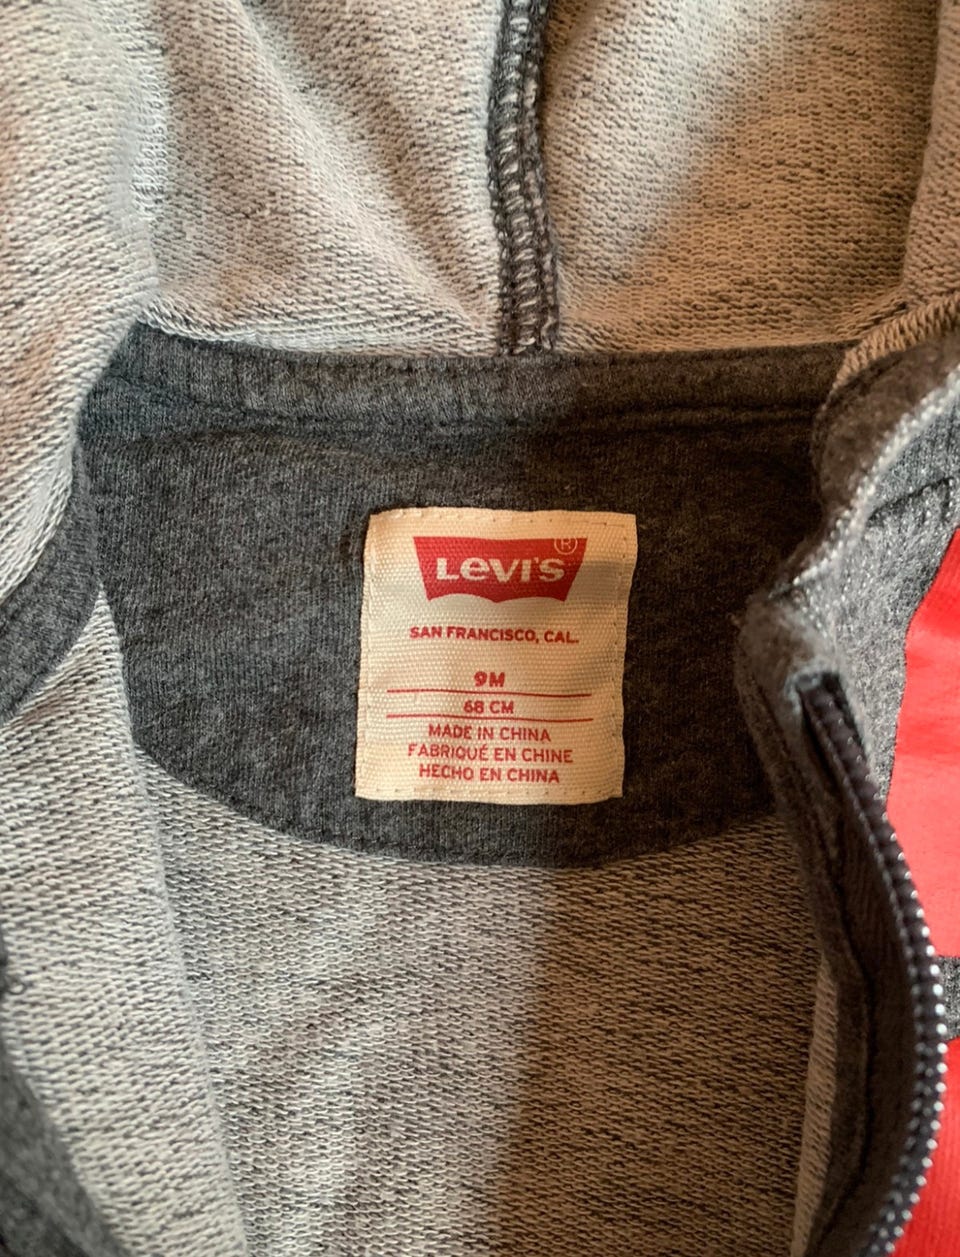 LEVI'S®
SAN FRANCISCO, CAL.
9M
68 CM
MADE IN CHINA
FABRIQUÉ EN CHINE
HECHO EN CHINA